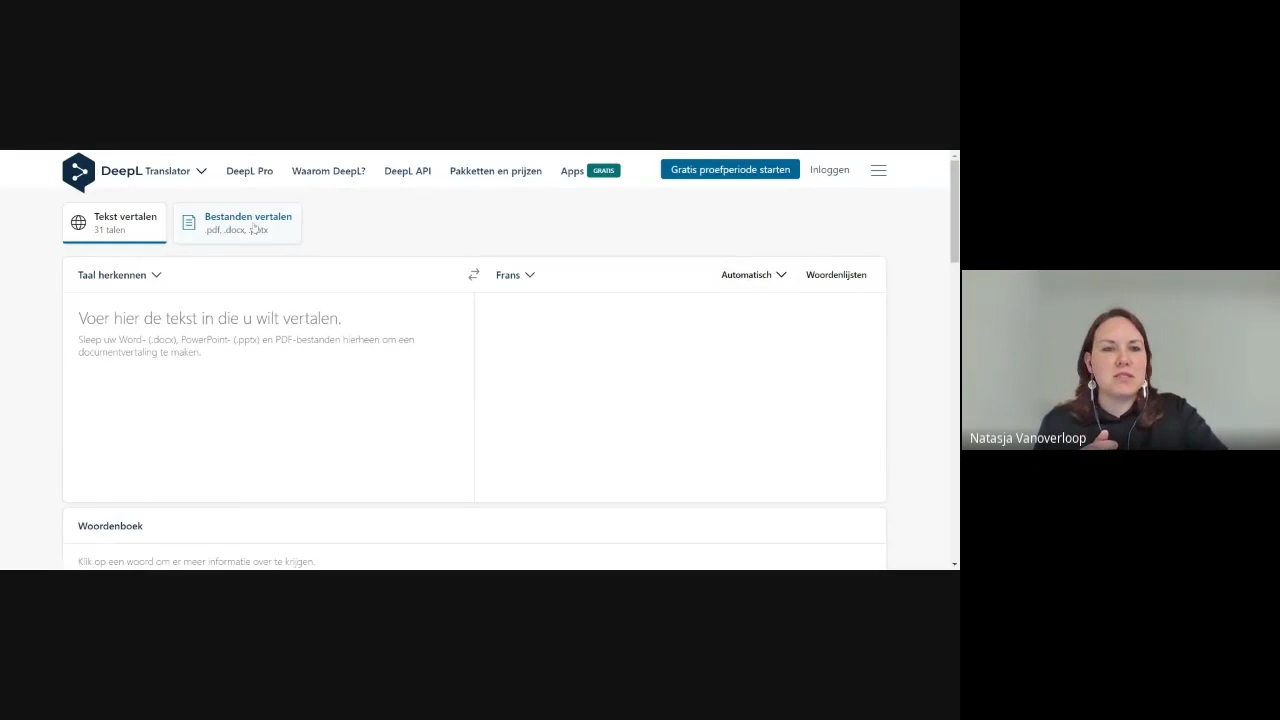 DeepL Translator
DeepL Pro
Waarom DeepL?
DeepL API
Pakketten en prijzen
Apps GRATIS
Gratis proefperiode starten
Inloggen
Tekst vertalen
31 talen
Bestanden vertalen
.pdf, .docx, .pptx
Taal herkennen
Frans
Automatisch
Woordenlijsten
Voer hier de tekst in die u wilt vertalen.
Sleep uw Word- (.docx), PowerPoint- (.pptx) en PDF-bestanden hierheen om een
documentvertaling te maken.
Natasja Vanoverloop
Woordenboek
Klik op een woord om er meer informatie over te krijgen.